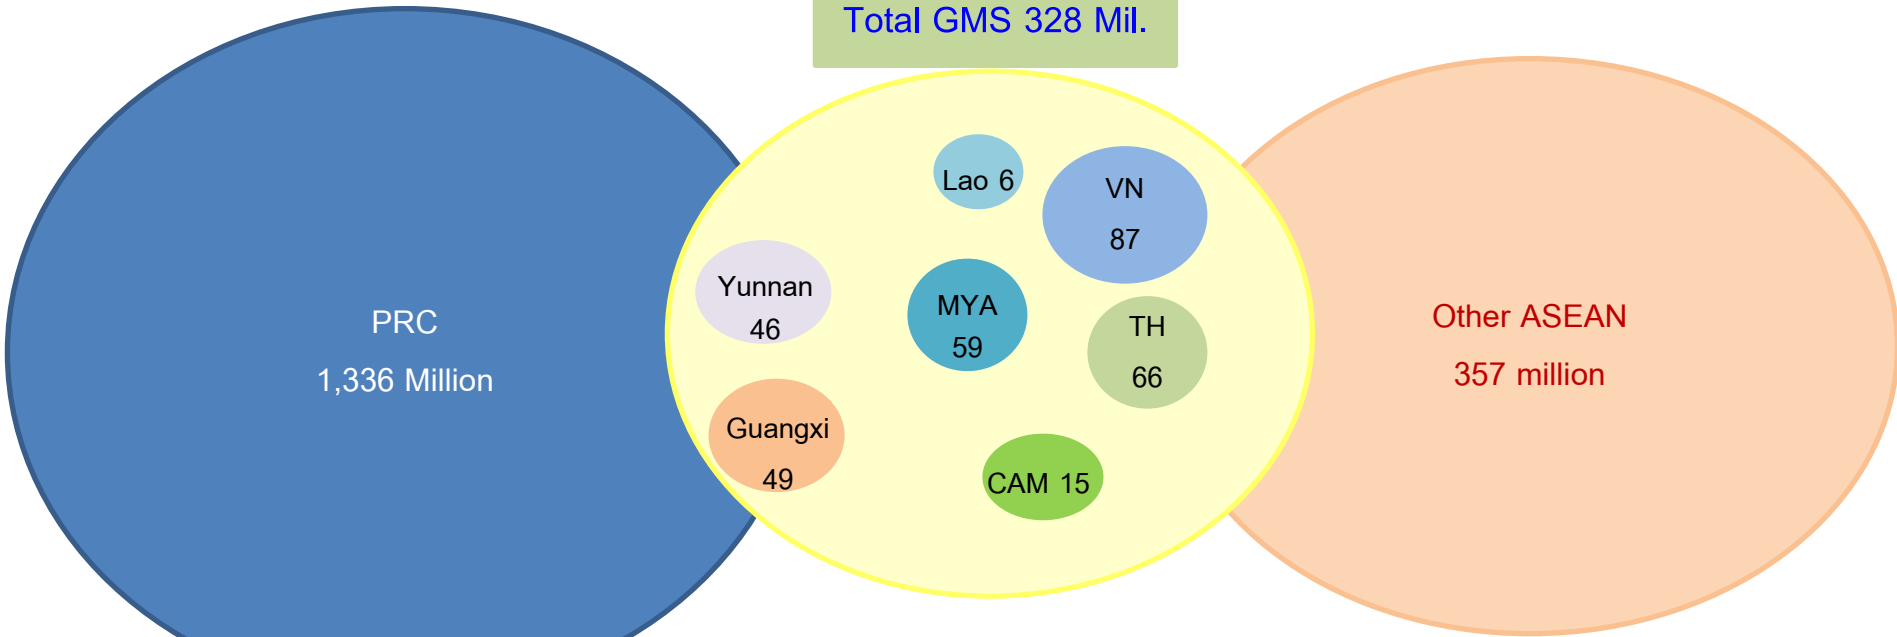 Total GMS 328 Mil.
Lao 6
VN
87
Yunnan
46
MYA
59
TH
66
PRC
1,336 Million
Other ASEAN
357 million
Guangxi
49
CAM 15